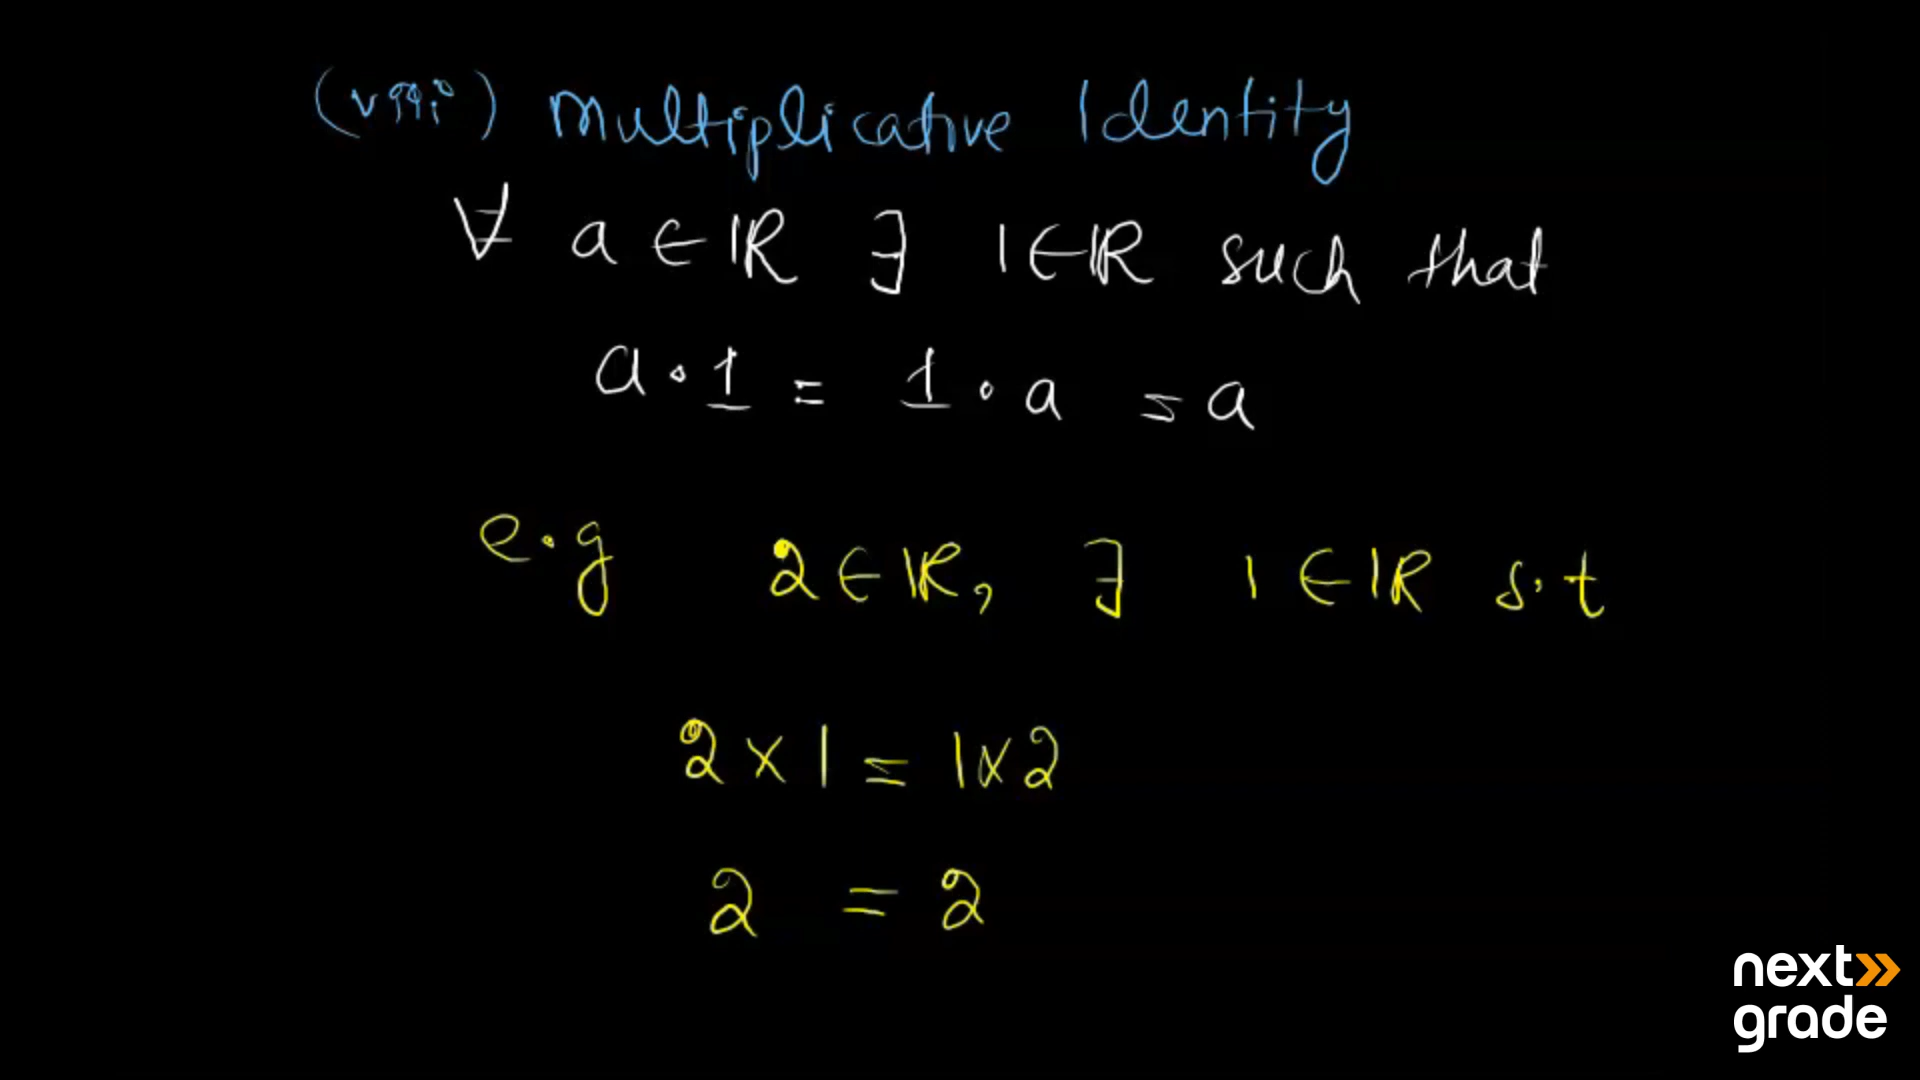 (viii) Multiplicative Identity
∀ a ∈ ℝ ∃ 1 ∈ ℝ such that
a . 1 = 1 . a = a
e.g 2 ∈ ℝ, ∃ 1 ∈ ℝ s.t
2 × 1 = 1 × 2
2 = 2
next
grade